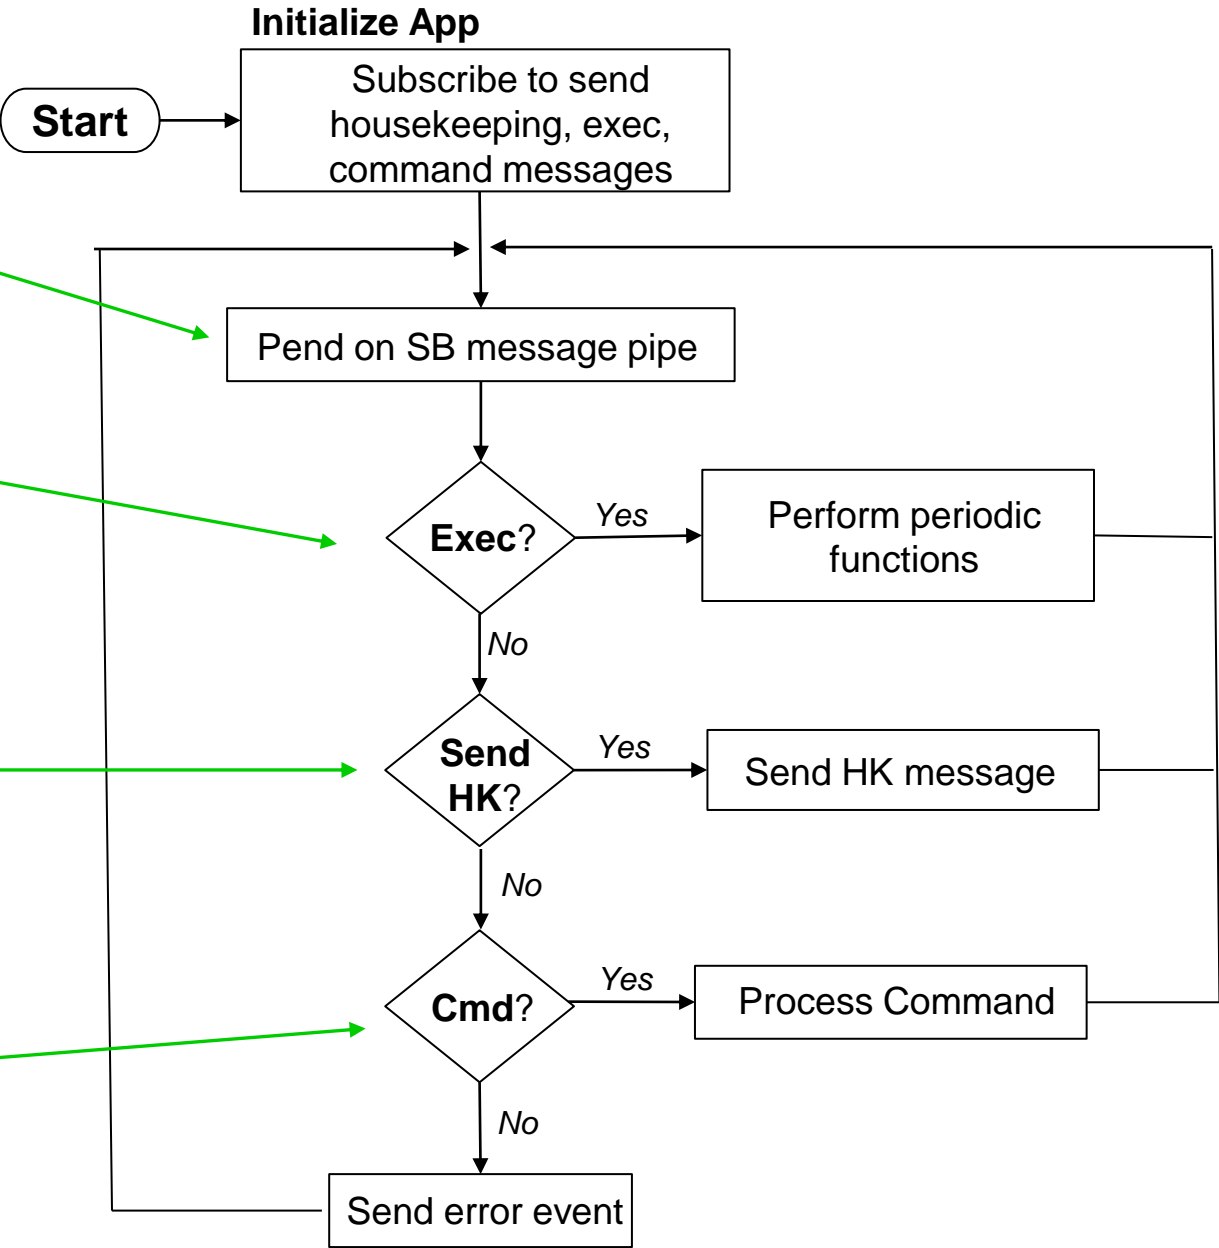 Initialize App
Start
Subscribe to send
housekeeping, exec,
command messages
Pend on SB message pipe
Exec?
Yes
Perform periodic
functions
No
Send
HK?
Yes
Send HK message
No
Cmd?
Yes
Process Command
No
Send error event